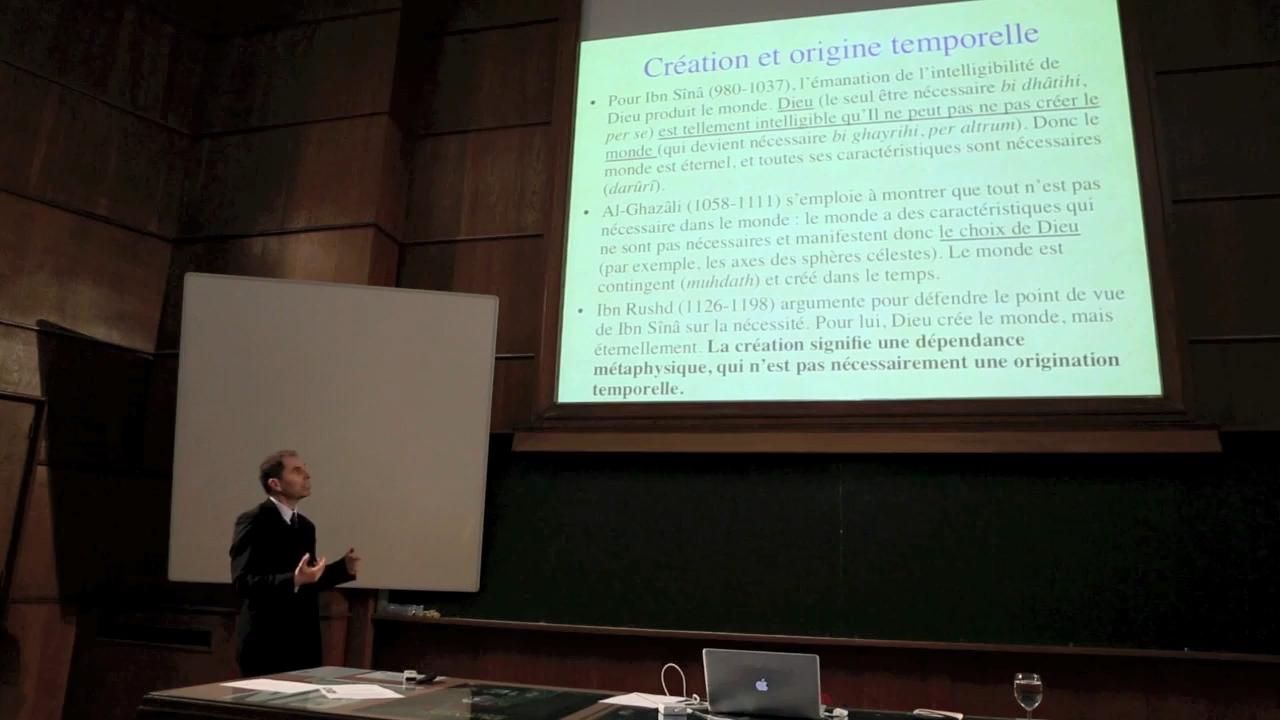 Création et origine temporelle
• Pour Ibn Sînâ (980-1037), l'émanation de l'intelligibilité de
Dieu produit le monde. Dieu (le seul être nécessaire bi dhâtihi,
per se) est tellement intelligible qu'Il ne peut pas ne pas créer le
monde (qui devient nécessaire bi ghayrihi, per altrum). Donc le
monde est éternel, et toutes ses caractéristiques sont nécessaires
(darûrî).
• Al-Ghazâli (1058-1111) s'emploie à montrer que tout n'est pas
nécessaire dans le monde : le monde a des caractéristiques qui
ne sont pas nécessaires et manifestent donc le choix de Dieu
(par exemple, les axes des sphères célestes). Le monde est
contingent (muhdath) et créé dans le temps.
• Ibn Rushd (1126-1198) argumente pour défendre le point de vue
de Ibn Sînâ sur la nécessité. Pour lui, Dieu crée le monde, mais
éternellement. La création signifie une dépendance
métaphysique, qui n'est pas nécessairement une origination
temporelle.